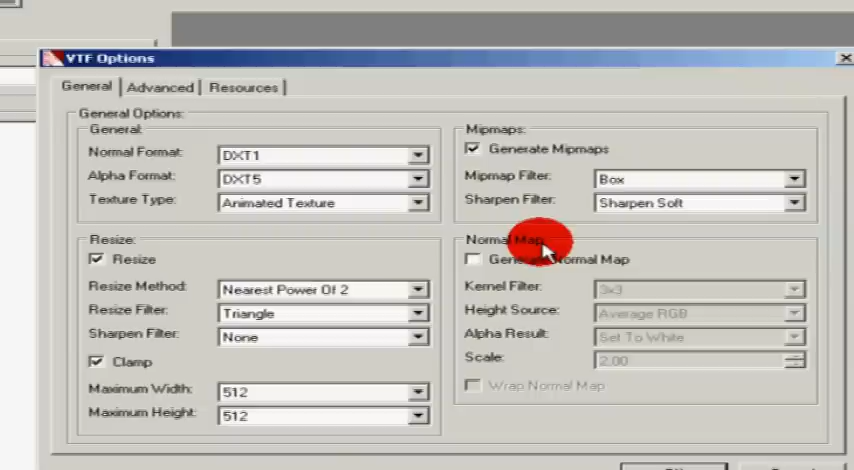 VTF Options
General
Advanced
Resources
General Options:
General:
Normal Format:
DXT1
Alpha Format:
DXT5
Texture Type:
Animated Texture
Mipmaps:
Generate Mipmaps
Mipmap Filter:
Box
Sharpen Filter:
Sharpen Soft
Resize:
Resize
Resize Method:
Nearest Power Of 2
Resize Filter:
Triangle
Sharpen Filter:
None
Clamp
Maximum Width:
512
Maximum Height:
512
Normal Map
Generate Normal Map
Kernel Filter:
3x3
Height Source:
Average RGB
Alpha Result:
Set To White
Scale:
2.00
Wrap Normal Map